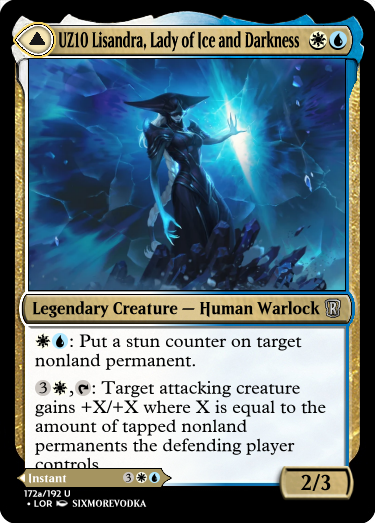 UZ10 Lisandra, Lady of Ice and Darkness
Legendary Creature — Human Warlock
R
: Put a stun counter on target
nonland permanent.
3, : Target attacking creature
gains +X/+X where X is equal to the
amount of tapped nonland
permanents the defending player
controls
Instant 3
2/3
172a/192 U
• LOR SIXMOREVODKA